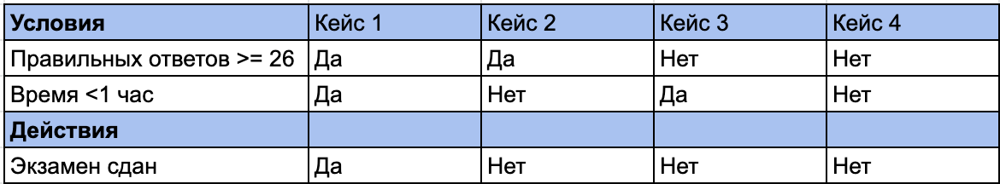 Условия Кейс 1 Кейс 2 Кейс 3 Кейс 4
Правильных ответов >= 26 Да Да Нет Нет
Время <1 час Да Нет Да Нет
Действия
Экзамен сдан Да Нет Нет Нет